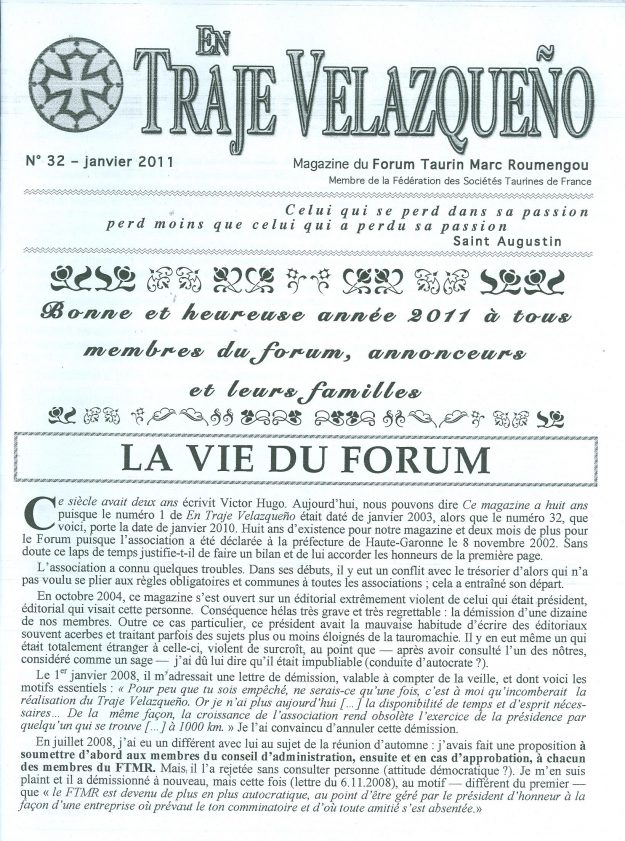 EN
TRAJE VELAZQUEÑO
N° 32 – janvier 2011
Magazine du Forum Taurin Marc Roumengou
Membre de la Fédération des Sociétés Taurines de France
Celui qui se perd dans sa passion
perd moins que celui qui a perdu sa passion
Saint Augustin
Bonne et heureuse année 2011 à tous
membres du forum, annonceurs
et leurs familles
LA VIE DU FORUM
Ce siècle avait deux ans écrivit Victor Hugo. Aujourd'hui, nous pouvons dire Ce magazine a huit ans
puisque le numéro 1 de En Traje Velazqueño était daté de janvier 2003, alors que le numéro 32, que
voici, porte la date de janvier 2010. Huit ans d'existence pour notre magazine et deux mois de plus pour
le Forum puisque l'association a été déclarée à la préfecture de Haute-Garonne le 8 novembre 2002. Sans
doute ce laps de temps justifie-t-il de faire un bilan et de lui accorder les honneurs de la première page.
L'association a connu quelques troubles. Dans ses débuts, il y eut un conflit avec le trésorier d'alors qui n'a
pas voulu se plier aux règles obligatoires et communes à toutes les associations ; cela a entraîné son départ.
En octobre 2004, ce magazine s'est ouvert sur un éditorial extrêmement violent de celui qui était président,
éditorial qui visait cette personne. Conséquence hélas très grave et très regrettable : la démission d'une dizaine
de nos membres. Outre ce cas particulier, ce président avait la mauvaise habitude d'écrire des éditoriaux
souvent acerbes et traitant parfois des sujets plus ou moins éloignés de la tauromachie. Il y en eut même un qui
était totalement étranger à celle-ci, violent de surcroît, au point que — après avoir consulté l'un des nôtres,
considéré comme un sage — j'ai dû lui dire qu'il était impubliable (conduite d'autocrate ?).
Le 1er janvier 2008, il m'adressait une lettre de démission, valable à compter de la veille, et dont voici les
motifs essentiels : « Pour peu que tu sois empêché, ne serais-ce qu'une fois, c'est à moi qu'incomberait la
réalisation du Traje Velazqueño. Or je n'ai plus aujourd'hui [...] la disponibilité de temps et d'esprit néces-
saires... De la même façon, la croissance de l'association rend obsolète l'exercice de la présidence par
quelqu'un qui se trouve [...] à 1000 km. » Je l'ai convaincu d'annuler cette démission.
En juillet 2008, j'ai eu un différent avec lui au sujet de la réunion d'automne : j'avais fait une proposition à
soumettre d'abord aux membres du conseil d'administration, ensuite et en cas d'approbation, à chacun
des membres du FTMR. Mais il l'a rejetée sans consulter personne (attitude démocratique ?). Je m'en suis
plaint et il a démissionné à nouveau, mais cette fois (lettre du 6.11.2008), au motif — différent du premier —
que « le FTMR est devenu de plus en plus autocratique, au point d'être géré par le président d'honneur à la
façon d'une entreprise où prévaut le ton comminatoire et d'où toute amitié s'est absentée.»